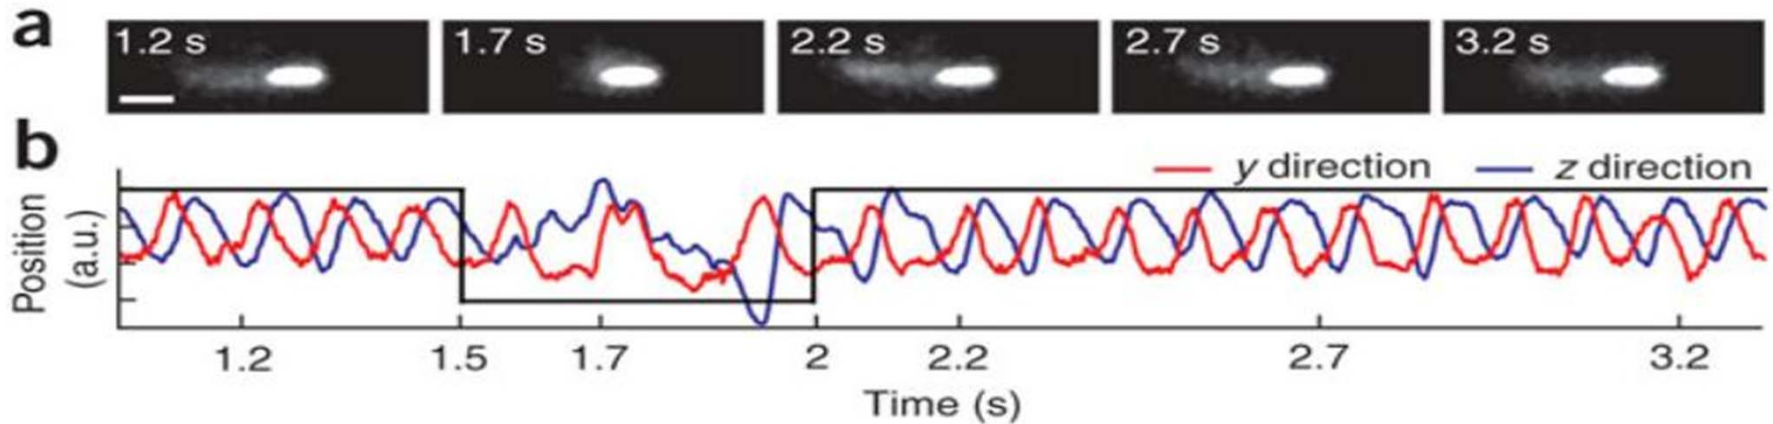 a
1.2 s 1.7 s 2.2 s 2.7 s 3.2 s
b
y direction z direction
Position
(a.u.)
1.2 1.5 1.7 2 2.2 2.7 3.2
Time (s)